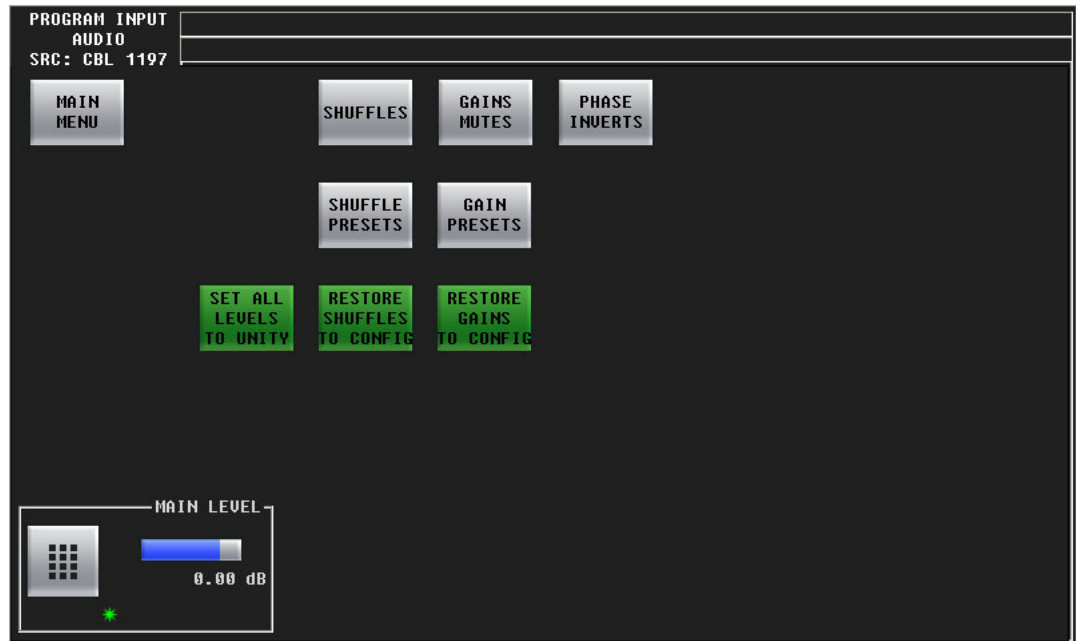 PROGRAM INPUT
AUDIO
SRC: CBL 1197
MAIN
MENU
SHUFFLES
GAINS
MUTES
PHASE
INVERTS
SHUFFLE
PRESETS
GAIN
PRESETS
SET ALL
LEVELS
TO UNITY
RESTORE
SHUFFLES
TO CONFIG
RESTORE
GAINS
TO CONFIG
MAIN LEVEL
0.00 dB